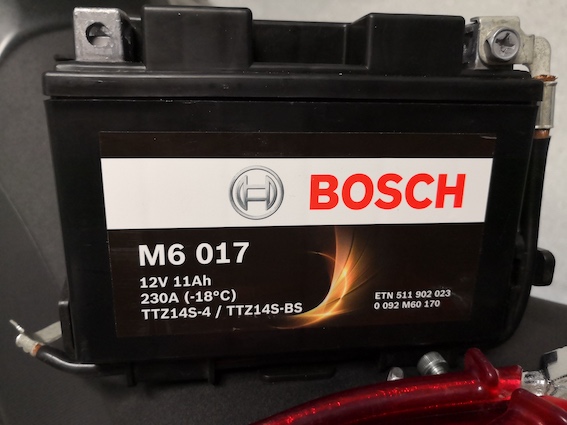 BOSCH
M6 017
12V 11Ah
230A (-18°C)
TTZ14S-4 / TTZ14S-BS
ETN 511 902 023
0 092 M60 170